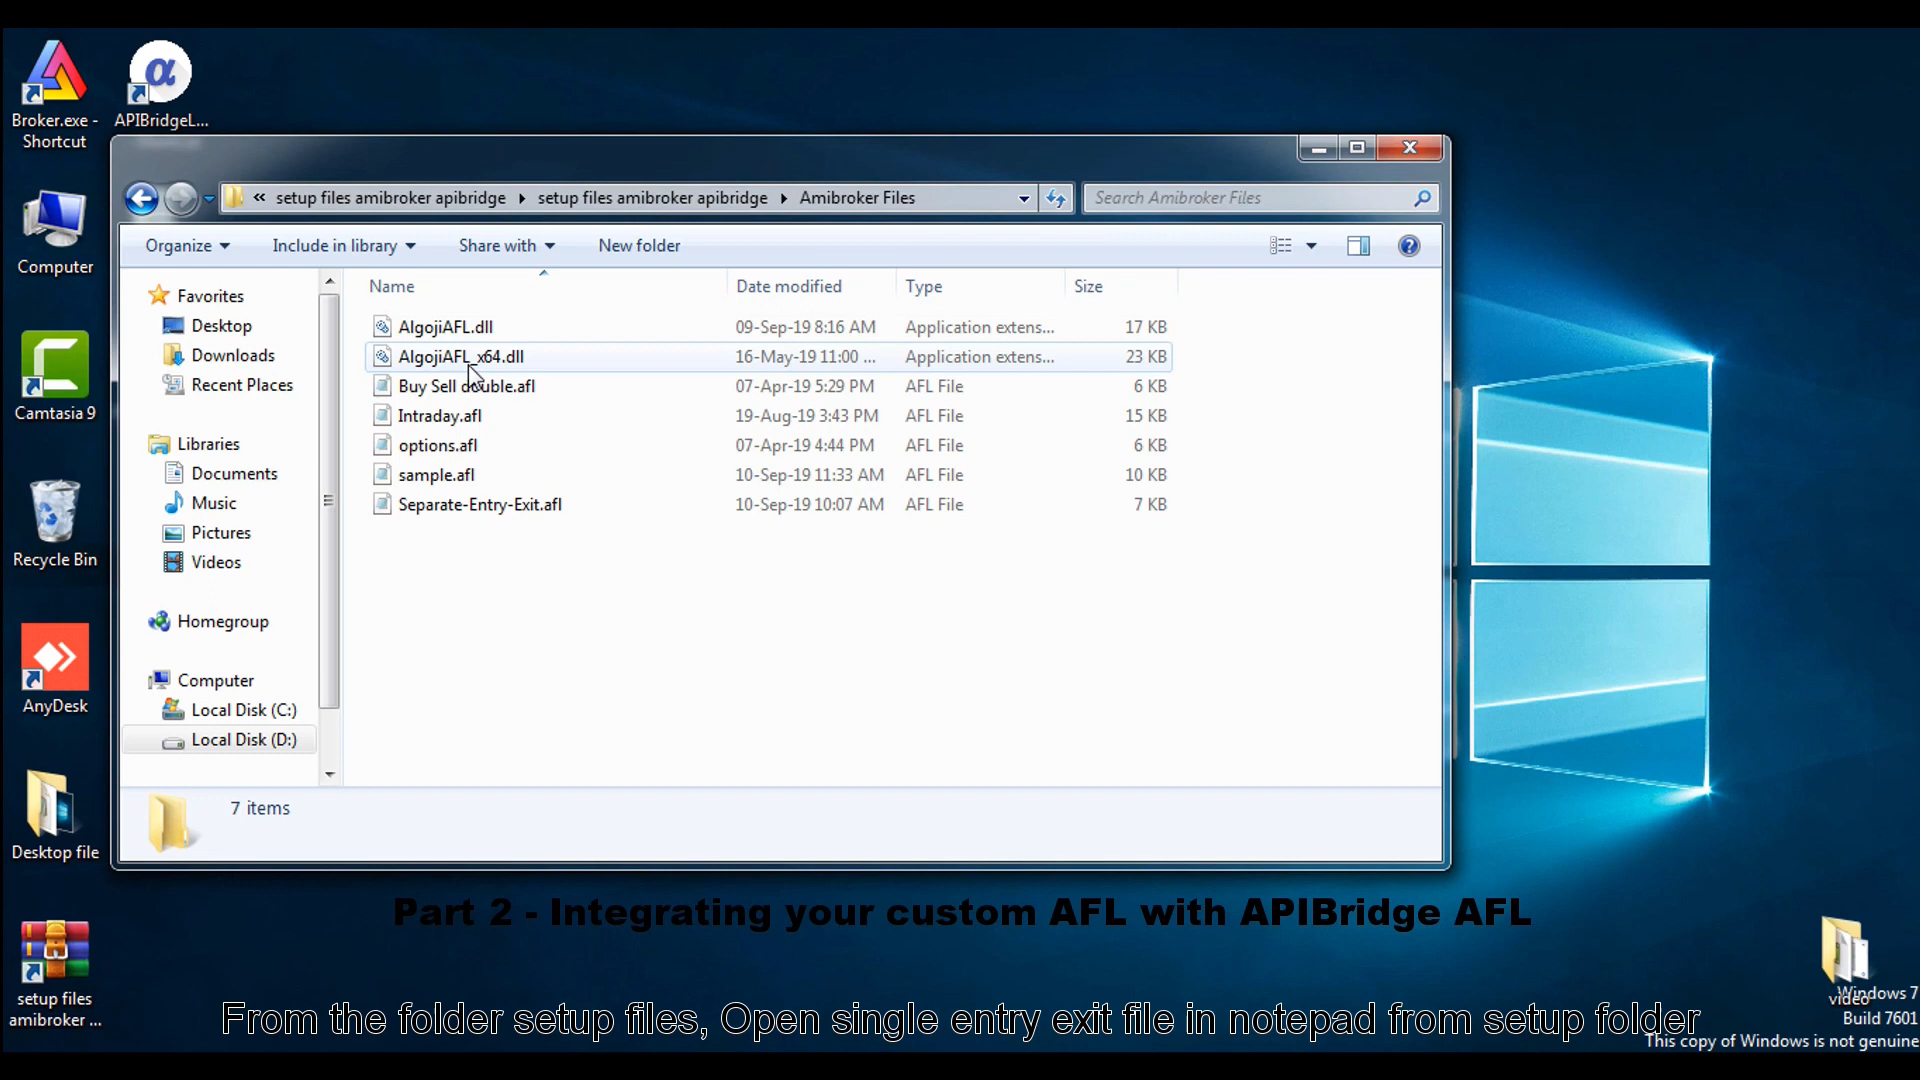 Broker.exe -
Shortcut
APIBridgeL...
Computer
Camtasia 9
Recycle Bin
AnyDesk
Desktop file
setup files
amibroker ...
« setup files amibroker apibridge
setup files amibroker apibridge
Amibroker Files
Search Amibroker Files
Organize
Include in library
Share with
New folder
Favorites
Desktop
Downloads
Recent Places
Libraries
Documents
Music
Pictures
Videos
Homegroup
Computer
Local Disk (C:)
Local Disk (D:)
Name Date modified Type Size
AlgojiAFL.dll 09-Sep-19 8:16 AM Application extens... 17 KB
AlgojiAFL_x64.dll 16-May-19 11:00 ... Application extens... 23 KB
Buy Sell double.afl 07-Apr-19 5:29 PM AFL File 6 KB
Intraday.afl 19-Aug-19 3:43 PM AFL File 15 KB
options.afl 07-Apr-19 4:44 PM AFL File 6 KB
sample.afl 10-Sep-19 11:33 AM AFL File 10 KB
Separate-Entry-Exit.afl 10-Sep-19 10:07 AM AFL File 7 KB
7 items
Part 2 - Integrating your custom AFL with APIBridge AFL
From the folder setup files, Open single entry exit file in notepad from setup folder
video
Windows 7
Build 7601
This copy of Windows is not genuine